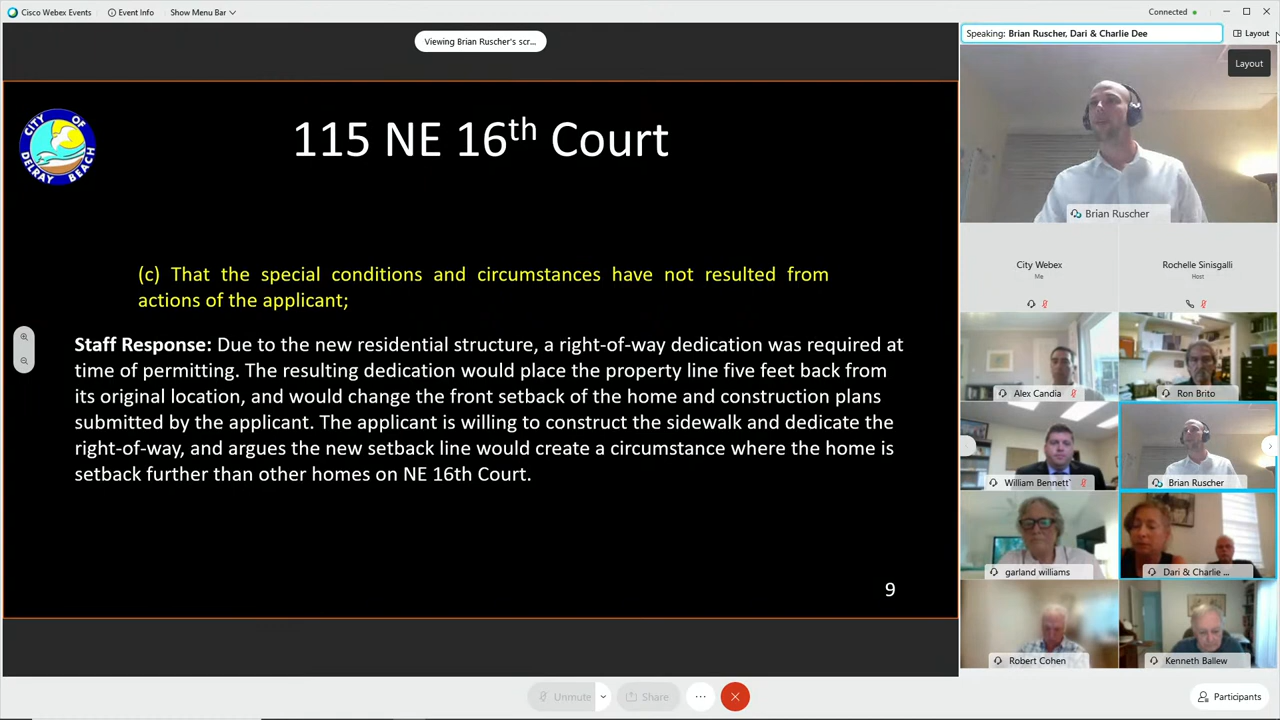 Cisco Webex Events
Event Info
Show Menu Bar
Connected
Viewing Brian Ruscher's scr...
Speaking: Brian Ruscher, Dari & Charlie Dee
Layout
Layout
CITY OF
DELRAY BEACH
115 NE 16th Court
(c) That the special conditions and circumstances have not resulted from
actions of the applicant;
Staff Response: Due to the new residential structure, a right-of-way dedication was required at
time of permitting. The resulting dedication would place the property line five feet back from
its original location, and would change the front setback of the home and construction plans
submitted by the applicant. The applicant is willing to construct the sidewalk and dedicate the
right-of-way, and argues the new setback line would create a circumstance where the home is
setback further than other homes on NE 16th Court.
9
Brian Ruscher
City Webex
Me
Rochelle Sinisgalli
Host
Alex Candia
Ron Brito
William Bennett`
Brian Ruscher
garland williams
Dari & Charlie ...
Robert Cohen
Kenneth Ballew
Unmute
Share
Participants